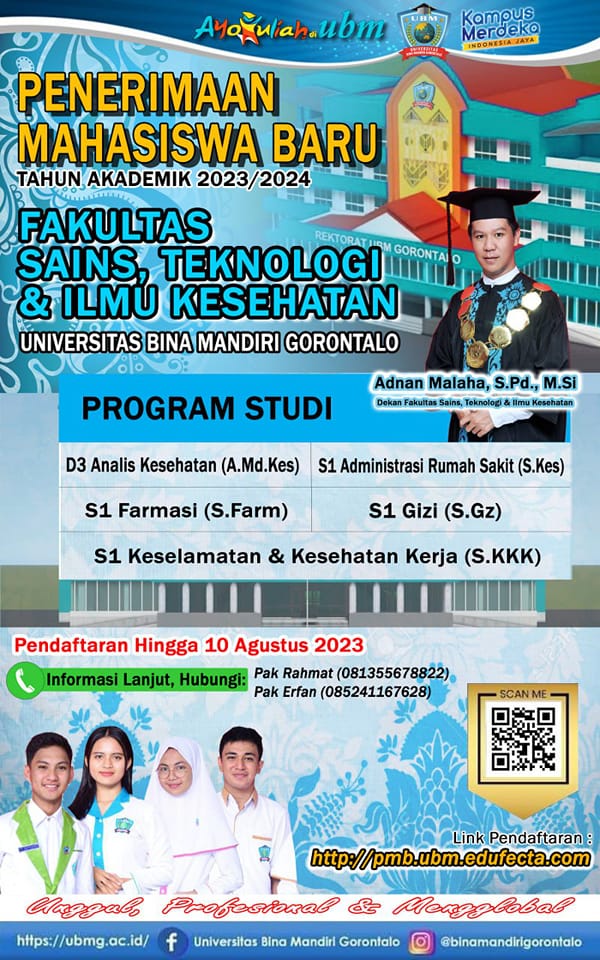 AyoKuliah di ubm
UBM
Kampus
Merdeka
INDONESIA JAYA
PENERIMAAN
MAHASISWA BARU
TAHUN AKADEMIK 2023/2024
FAKULTAS
SAINS, TEKNOLOGI
& ILMU KESEHATAN
UNIVERSITAS BINA MANDIRI GORONTALO
REKTORAT UBM GORONTALO
Adnan Malaha, S.Pd., M.Si
Dekan Fakultas Sains, Teknologi & Ilmu Kesehatan
PROGRAM STUDI
D3 Analis Kesehatan (A.Md.Kes)
S1 Administrasi Rumah Sakit (S.Kes)
S1 Farmasi (S.Farm)
S1 Gizi (S.Gz)
S1 Keselamatan & Kesehatan Kerja (S.KKK)
Pendaftaran Hingga 10 Agustus 2023
Informasi Lanjut, Hubungi:
Pak Rahmat (081355678822)
Pak Erfan (085241167628)
SCAN ME
Link Pendaftaran :
http://pmb.ubm.edufecta.com
Unggul, Profesional & Mengglobal
https://ubmg.ac.id/
Universitas Bina Mandiri Gorontalo
@binamandirigorontalo